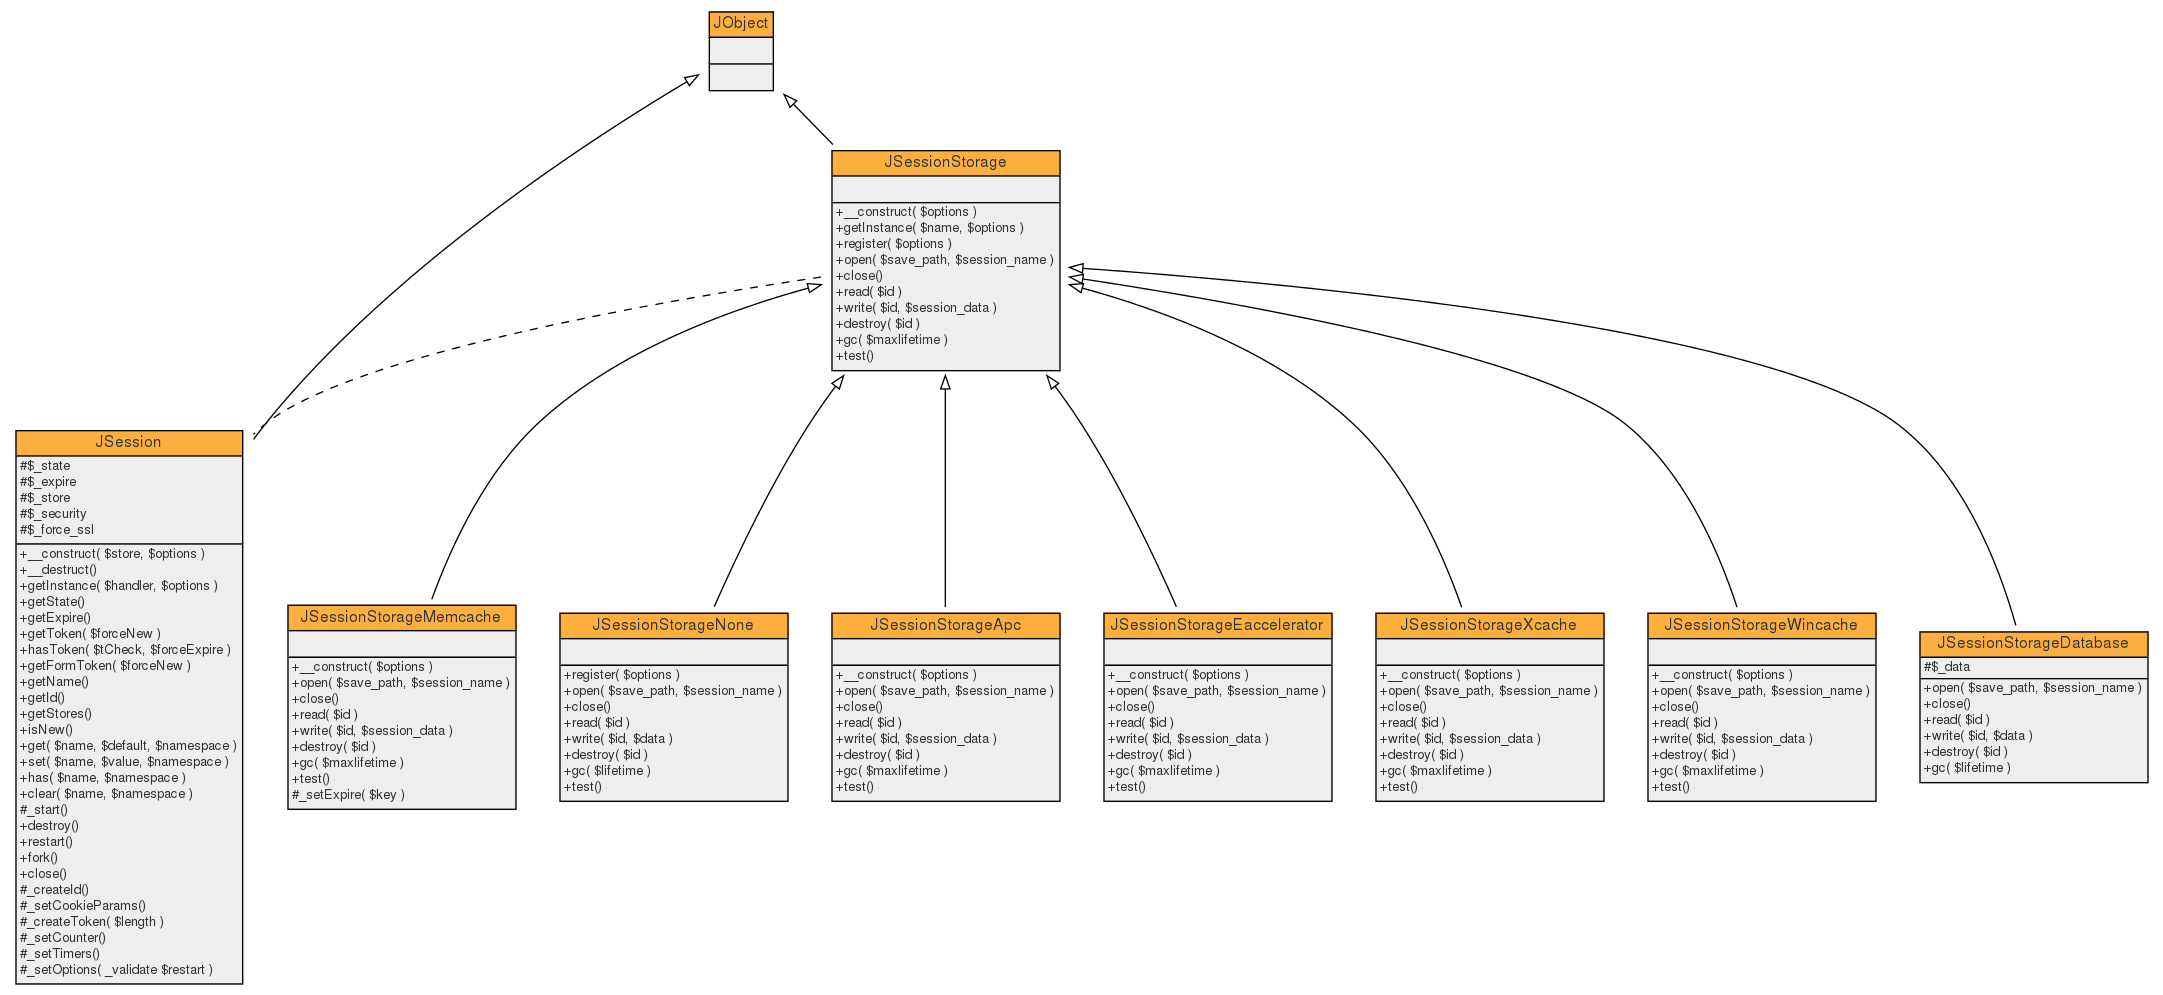 JObject
JSessionStorage
+__construct( $options )
+getInstance( $name, $options )
+register( $options )
+open( $save_path, $session_name )
+close()
+read( $id )
+write( $id, $session_data )
+destroy( $id )
+gc( $maxlifetime )
+test()
JSession
#$_state
#$_expire
#$_store
#$_security
#$_force_ssl
+__construct( $store, $options )
+__destruct()
+getInstance( $handler, $options )
+getState()
+getExpire()
+getToken( $forceNew )
+hasToken( $tCheck, $forceExpire )
+getFormToken( $forceNew )
+getName()
+getId()
+getStores()
+isNew()
+get( $name, $default, $namespace )
+set( $name, $value, $namespace )
+has( $name, $namespace )
+clear( $name, $namespace )
#_start()
+destroy()
+restart()
+fork()
+close()
#_createId()
#_setCookieParams()
#_createToken( $length )
#_setCounter()
#_setTimers()
#_setOptions( _validate $restart )
JSessionStorageMemcache
+__construct( $options )
+open( $save_path, $session_name )
+close()
+read( $id )
+write( $id, $session_data )
+destroy( $id )
+gc( $maxlifetime )
+test()
#_setExpire( $key )
JSessionStorageNone
+register( $options )
+open( $save_path, $session_name )
+close()
+read( $id )
+write( $id, $data )
+destroy( $id )
+gc( $lifetime )
+test()
JSessionStorageApc
+__construct( $options )
+open( $save_path, $session_name )
+close()
+read( $id )
+write( $id, $session_data )
+destroy( $id )
+gc( $maxlifetime )
+test()
JSessionStorageEaccelerator
+__construct( $options )
+open( $save_path, $session_name )
+close()
+read( $id )
+write( $id, $session_data )
+destroy( $id )
+gc( $maxlifetime )
+test()
JSessionStorageXcache
+__construct( $options )
+open( $save_path, $session_name )
+close()
+read( $id )
+write( $id, $session_data )
+destroy( $id )
+gc( $maxlifetime )
+test()
JSessionStorageWincache
+__construct( $options )
+open( $save_path, $session_name )
+close()
+read( $id )
+write( $id, $session_data )
+destroy( $id )
+gc( $maxlifetime )
+test()
JSessionStorageDatabase
#$_data
+open( $save_path, $session_name )
+close()
+read( $id )
+write( $id, $data )
+destroy( $id )
+gc( $lifetime )